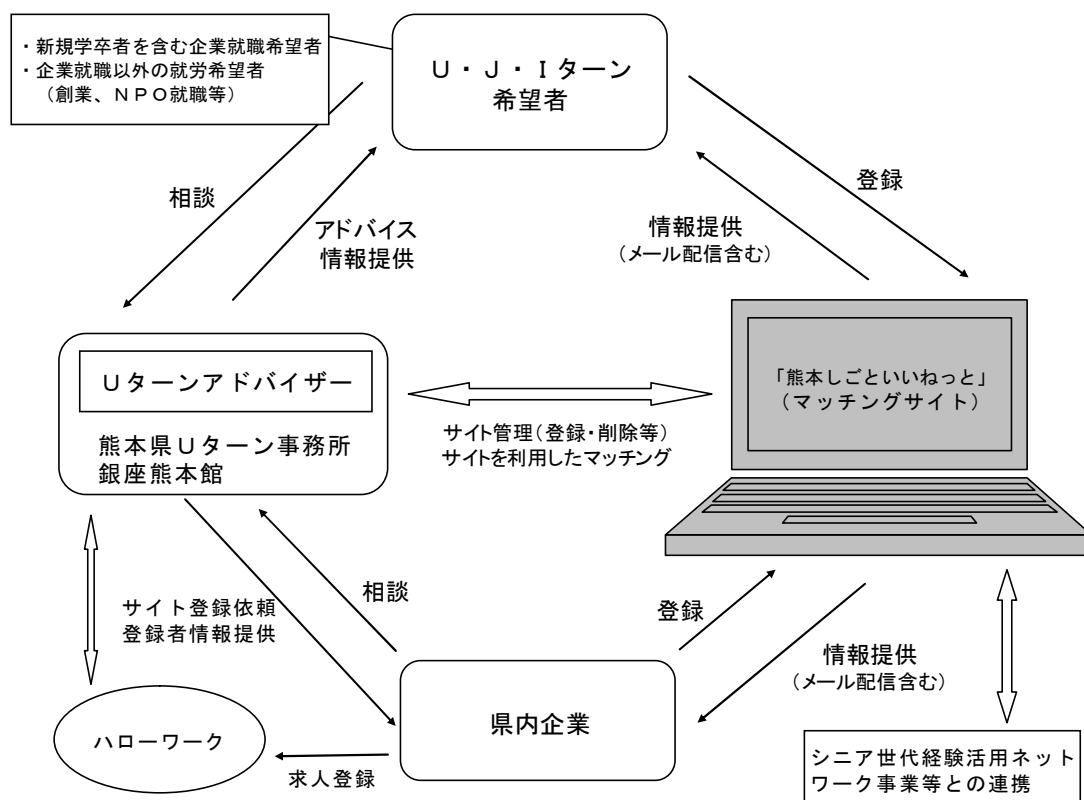 ・新規学卒者を含む企業就職希望者
・企業就職以外の就労希望者
（創業、ＮＰＯ就職等）
Ｕ・Ｊ・Ｉターン
希望者
相談
登録
アドバイス
情報提供
情報提供
（メール配信含む）
Ｕターンアドバイザー
熊本県Ｕターン事務所
銀座熊本館
「熊本しごといいねっと」
（マッチングサイト）
サイト管理（登録・削除等）
サイトを利用したマッチング
サイト登録依頼
登録者情報提供
相談
登録
情報提供
（メール配信含む）
県内企業
ハローワーク
求人登録
シニア世代経験活用ネット
ワーク事業等との連携